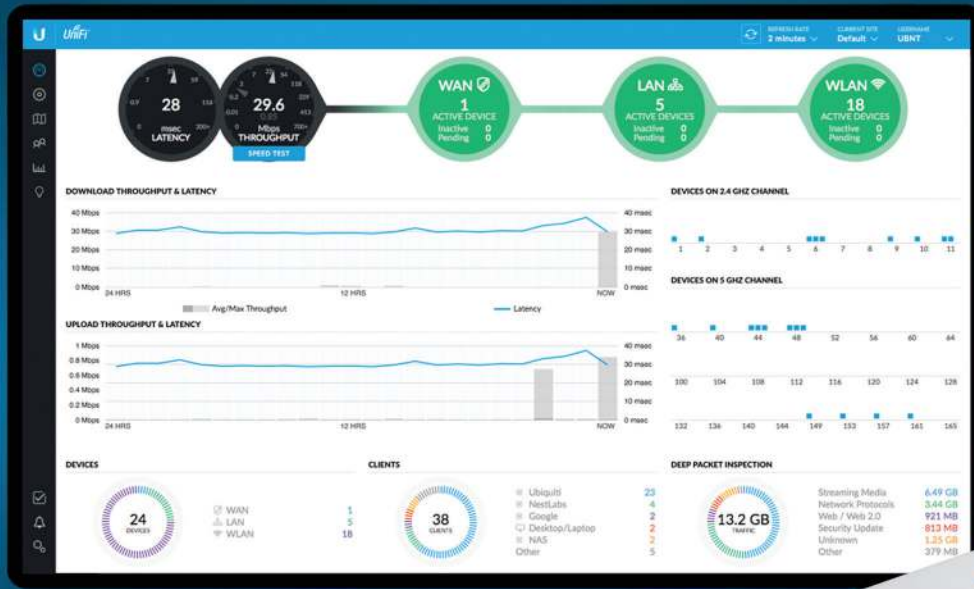 UniFi
REFRESH RATE
2 minutes
CURRENT SITE
Default
USERNAME
UBNT
28
msec
LATENCY
29.6
0.85
Mbps
THROUGHPUT
SPEED TEST
WAN
1
ACTIVE DEVICE
Inactive 0
Pending 0
LAN
5
ACTIVE DEVICES
Inactive 0
Pending 0
WLAN
18
ACTIVE DEVICES
Inactive 0
Pending 0
DOWNLOAD THROUGHPUT & LATENCY
40 Mbps 40 msec
30 Mbps 30 msec
20 Mbps 20 msec
10 Mbps 10 msec
0 Mbps 0 msec
24 HRS 12 HRS NOW
Avg/Max Throughput Latency
UPLOAD THROUGHPUT & LATENCY
1 Mbps 40 msec
0.8 Mbps 30 msec
0.6 Mbps 20 msec
0.4 Mbps 10 msec
0.2 Mbps
0 Mbps 0 msec
24 HRS 12 HRS NOW
DEVICES ON 2.4 GHZ CHANNEL
1 2 3 4 5 6 7 8 9 10 11
DEVICES ON 5 GHZ CHANNEL
36 40 44 48 52 56 60 64
100 104 108 112 116 120 124 128
132 136 140 144 149 153 157 161 165
DEVICES
24
DEVICES
WAN 1
LAN 5
WLAN 18
CLIENTS
38
CLIENTS
Ubiquiti 23
NestLabs 4
Google 2
Desktop/Laptop 2
NAS 2
Other 5
DEEP PACKET INSPECTION
13.2 GB
TRAFFIC
Streaming Media 6.49 GB
Network Protocols 3.44 GB
Web / Web 2.0 921 MB
Security Update 813 MB
Unknown 1.25 GB
Other 379 MB